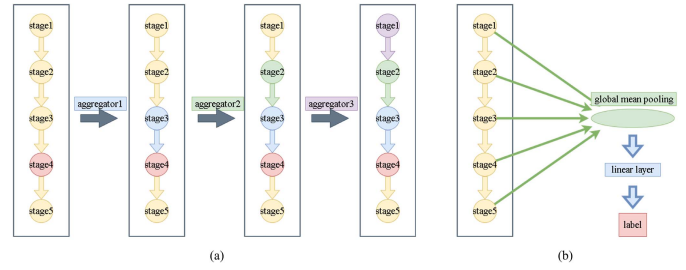 stage1
stage2
stage3
stage4
stage5
aggregator1
stage1
stage2
stage3
stage4
stage5
aggregator2
stage1
stage2
stage3
stage4
stage5
aggregator3
stage1
stage2
stage3
stage4
stage5
(a)
stage1
stage2
stage3
stage4
stage5
global mean pooling
linear layer
label
(b)